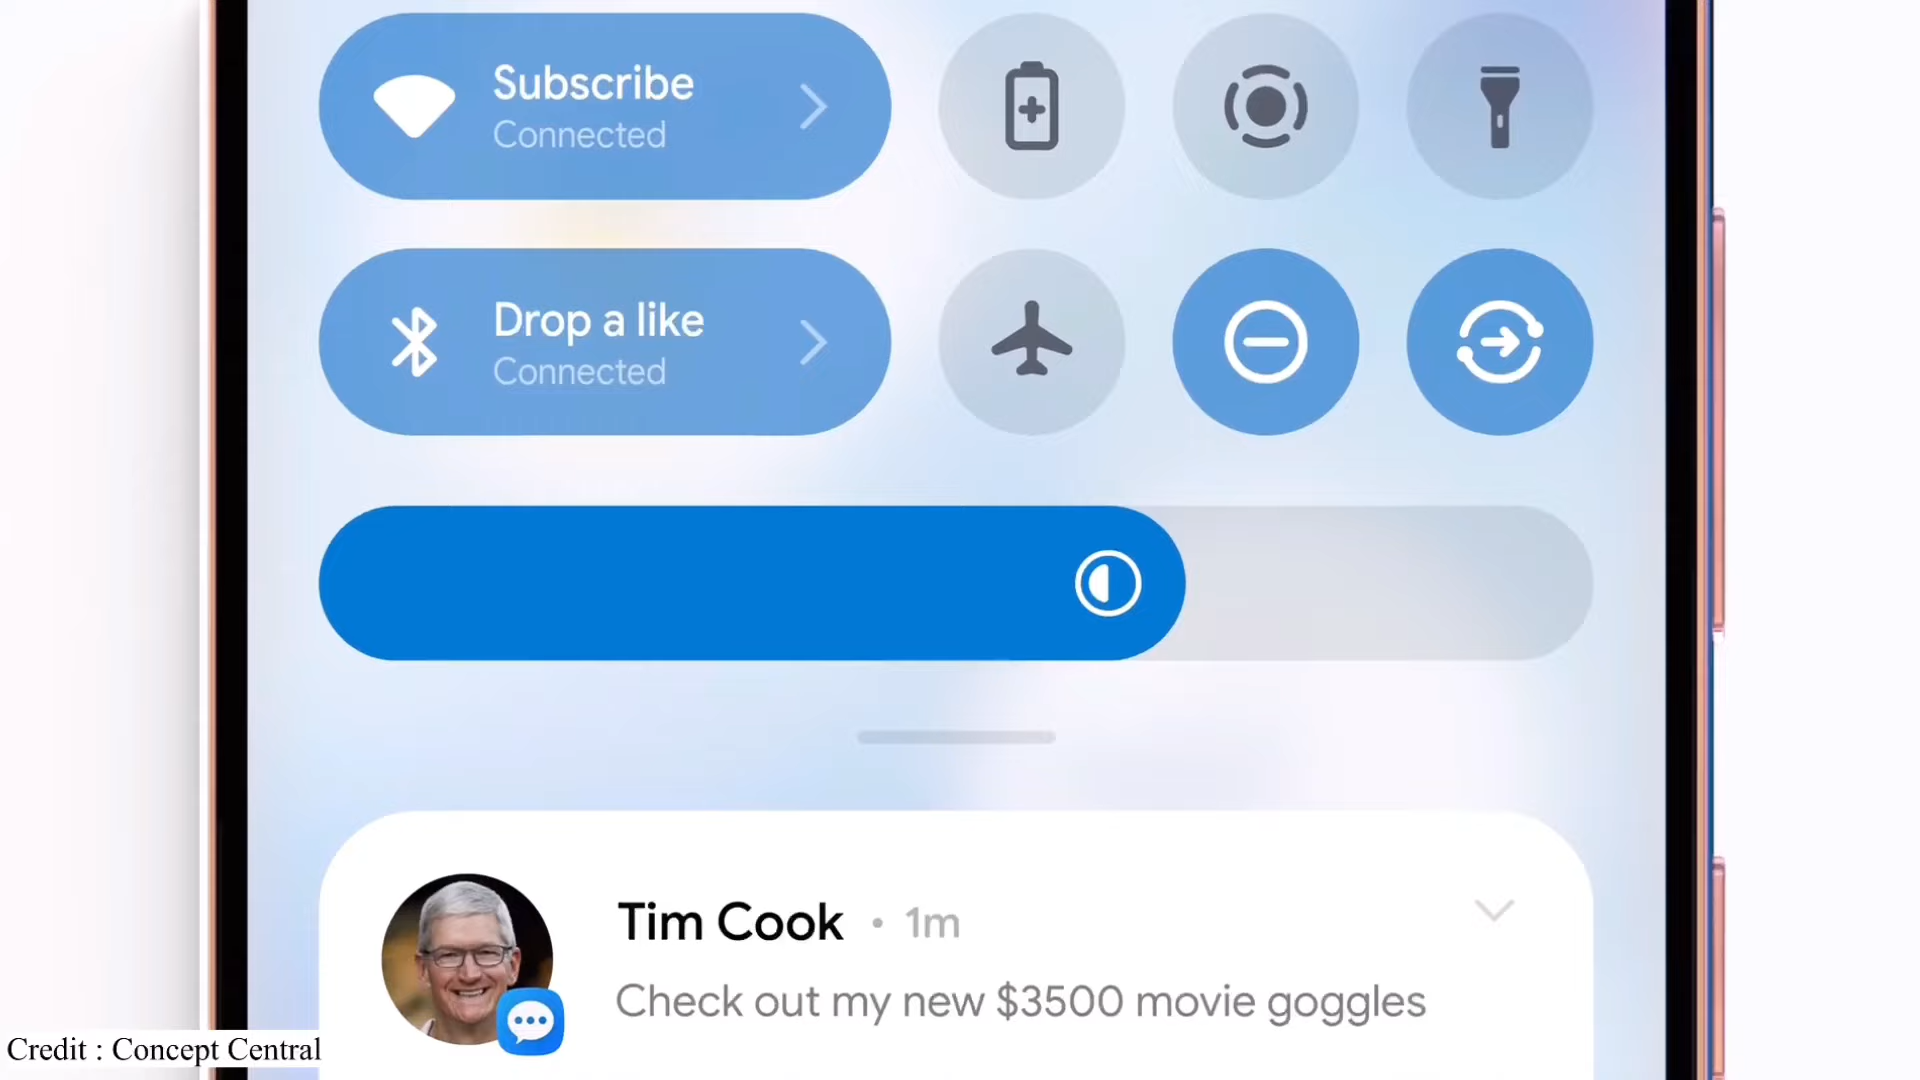 Subscribe
Connected
Drop a like
Connected
Tim Cook • 1m
Check out my new $3500 movie goggles
Credit : Concept Central